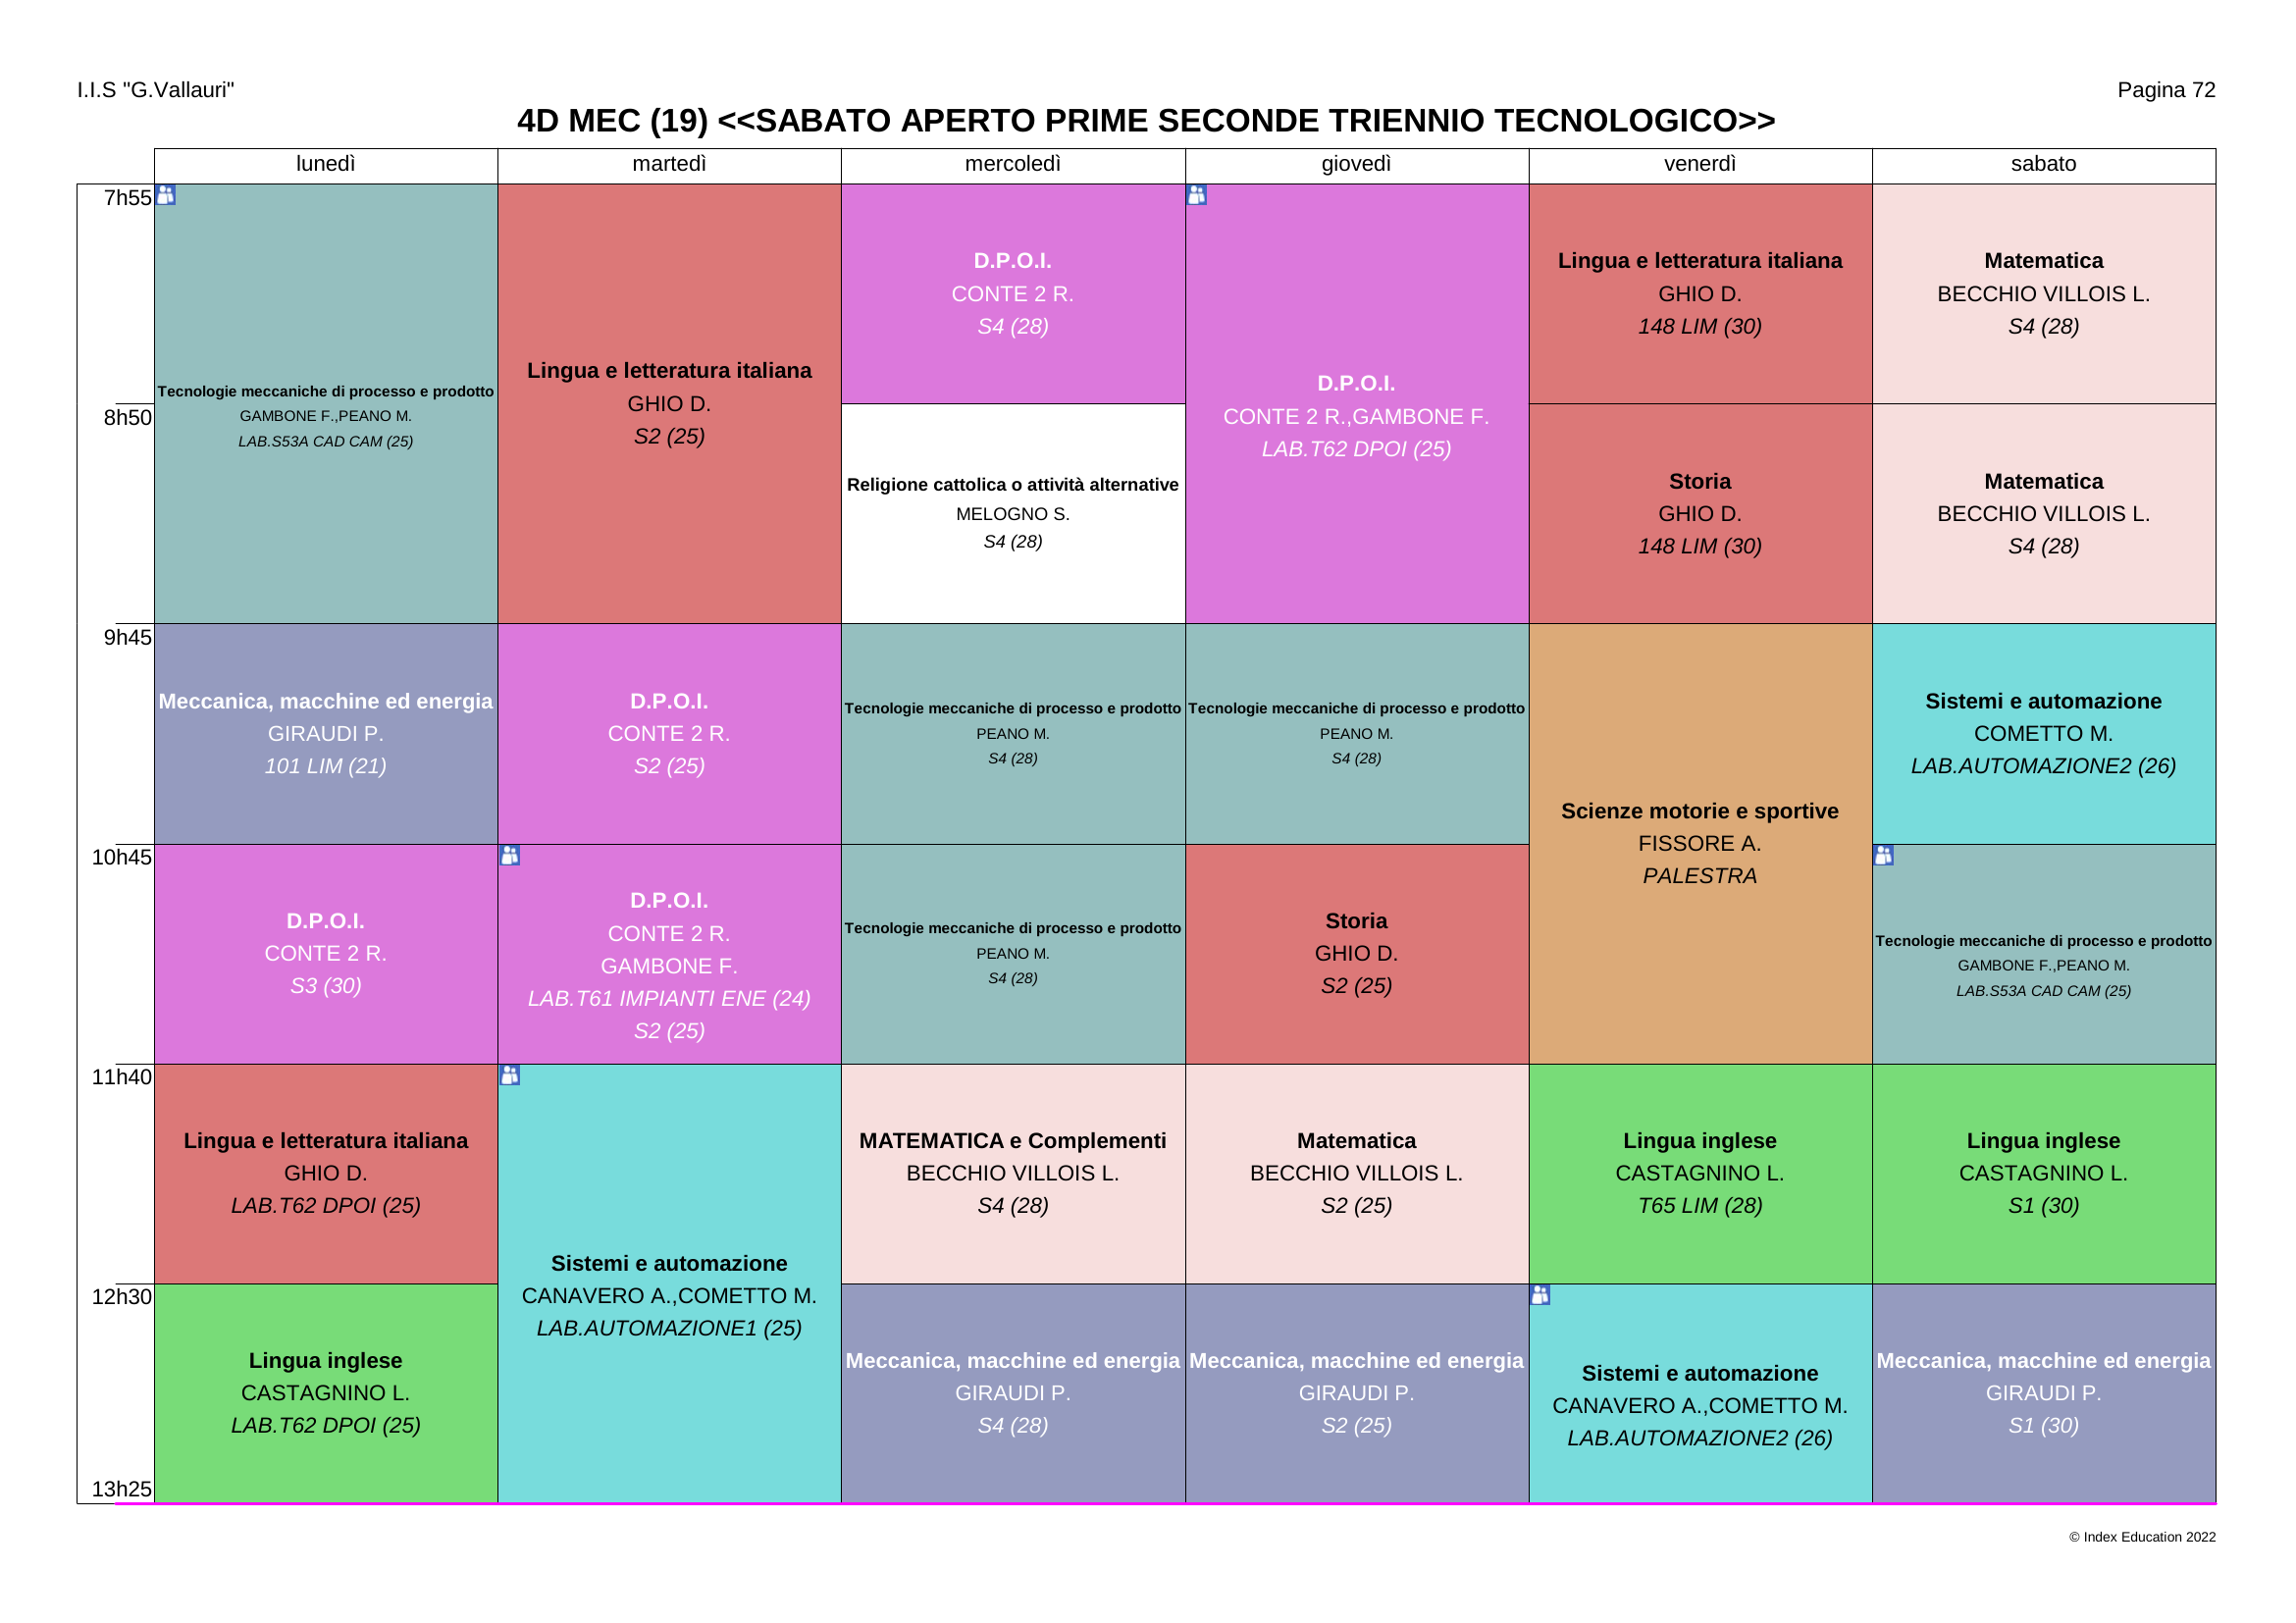 I.I.S "G.Vallauri"
Pagina 72
4D MEC (19) <<SABATO APERTO PRIME SECONDE TRIENNIO TECNOLOGICO>>
lunedì
martedì
mercoledì
giovedì
venerdì
sabato
7h55
8h50
9h45
10h45
11h40
12h30
13h25
Tecnologie meccaniche di processo e prodotto
GAMBONE F.,PEANO M.
LAB.S53A CAD CAM (25)
Meccanica, macchine ed energia
GIRAUDI P.
101 LIM (21)
D.P.O.I.
CONTE 2 R.
S3 (30)
Lingua e letteratura italiana
GHIO D.
LAB.T62 DPOI (25)
Lingua inglese
CASTAGNINO L.
LAB.T62 DPOI (25)
Lingua e letteratura italiana
GHIO D.
S2 (25)
D.P.O.I.
CONTE 2 R.
S2 (25)
D.P.O.I.
CONTE 2 R.
GAMBONE F.
LAB.T61 IMPIANTI ENE (24)
S2 (25)
Sistemi e automazione
CANAVERO A.,COMETTO M.
LAB.AUTOMAZIONE1 (25)
D.P.O.I.
CONTE 2 R.
S4 (28)
Religione cattolica o attività alternative
MELOGNO S.
S4 (28)
Tecnologie meccaniche di processo e prodotto
PEANO M.
S4 (28)
Tecnologie meccaniche di processo e prodotto
PEANO M.
S4 (28)
MATEMATICA e Complementi
BECCHIO VILLOIS L.
S4 (28)
Meccanica, macchine ed energia
GIRAUDI P.
S4 (28)
D.P.O.I.
CONTE 2 R.,GAMBONE F.
LAB.T62 DPOI (25)
Tecnologie meccaniche di processo e prodotto
PEANO M.
S4 (28)
Storia
GHIO D.
S2 (25)
Matematica
BECCHIO VILLOIS L.
S2 (25)
Meccanica, macchine ed energia
GIRAUDI P.
S2 (25)
Lingua e letteratura italiana
GHIO D.
148 LIM (30)
Storia
GHIO D.
148 LIM (30)
Scienze motorie e sportive
FISSORE A.
PALESTRA
Lingua inglese
CASTAGNINO L.
T65 LIM (28)
Sistemi e automazione
CANAVERO A.,COMETTO M.
LAB.AUTOMAZIONE2 (26)
Matematica
BECCHIO VILLOIS L.
S4 (28)
Matematica
BECCHIO VILLOIS L.
S4 (28)
Sistemi e automazione
COMETTO M.
LAB.AUTOMAZIONE2 (26)
Tecnologie meccaniche di processo e prodotto
GAMBONE F.,PEANO M.
LAB.S53A CAD CAM (25)
Lingua inglese
CASTAGNINO L.
S1 (30)
Meccanica, macchine ed energia
GIRAUDI P.
S1 (30)
© Index Education 2022